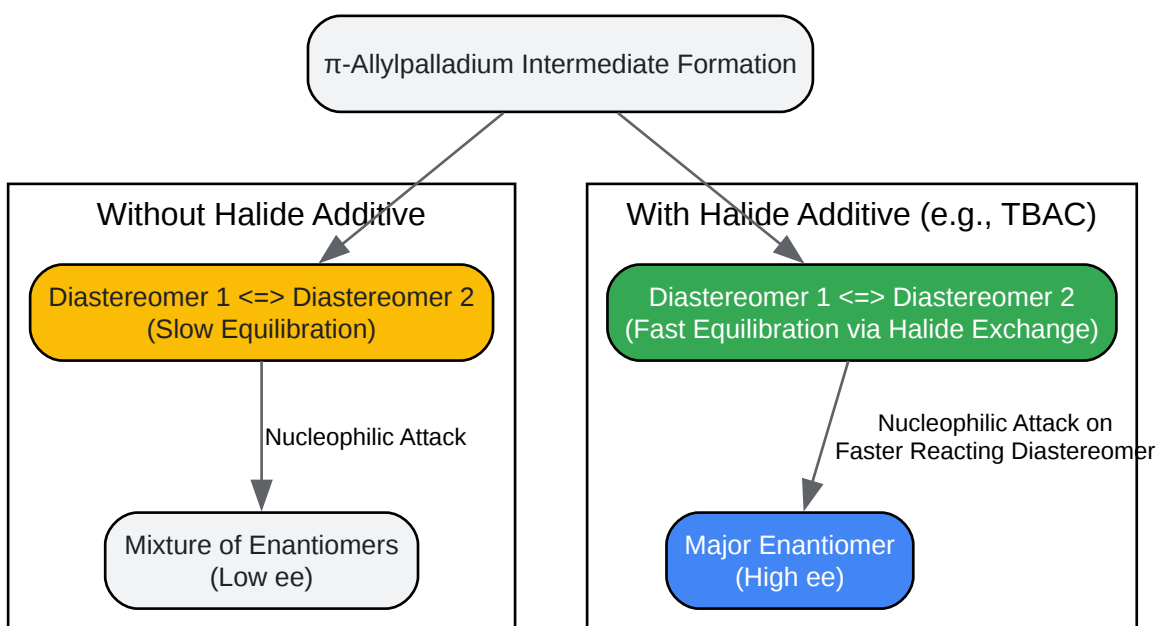 π-Allylpalladium Intermediate Formation
Without Halide Additive
Diastereomer 1 <=> Diastereomer 2
(Slow Equilibration)
Nucleophilic Attack
Mixture of Enantiomers
(Low ee)
With Halide Additive (e.g., TBAC)
Diastereomer 1 <=> Diastereomer 2
(Fast Equilibration via Halide Exchange)
Nucleophilic Attack on
Faster Reacting Diastereomer
Major Enantiomer
(High ee)